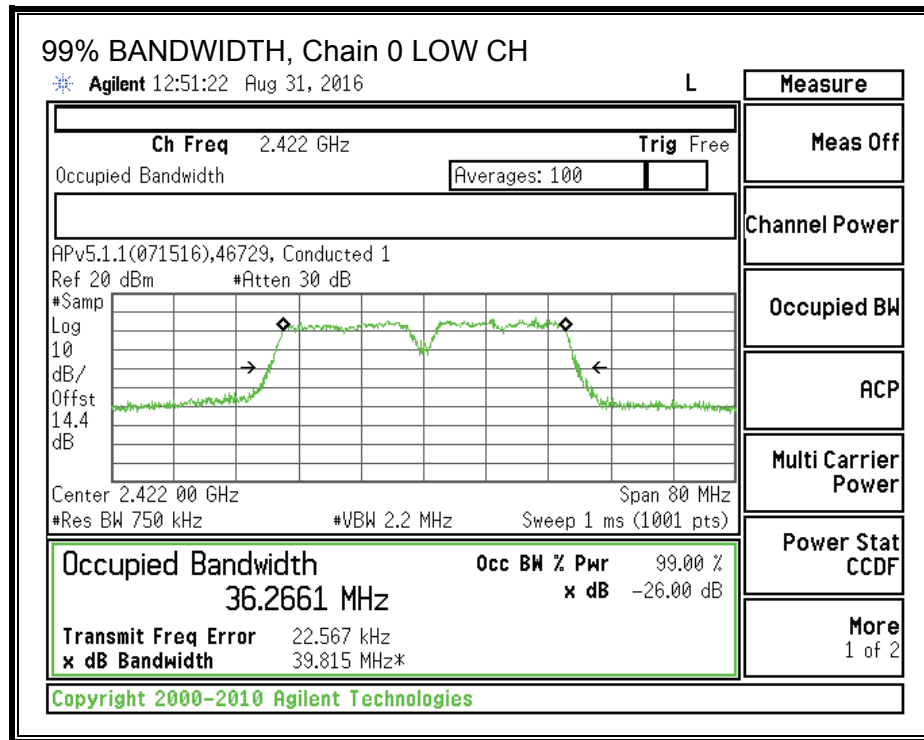 99% BANDWIDTH, Chain 0 LOW CH
Agilent 12:51:22 Aug 31, 2016 L
Measure
Ch Freq 2.422 GHz Trig Free
Meas Off
Occupied Bandwidth Averages: 100
Channel Power
APv5.1.1(071516),46729, Conducted 1
Ref 20 dBm #Atten 30 dB
#Samp
Log
10
dB/
Offst
14.4
dB
Occupied BW
ACP
Multi Carrier
Power
Center 2.422 00 GHz Span 80 MHz
#Res BW 750 kHz #VBW 2.2 MHz Sweep 1 ms (1001 pts)
Power Stat
CCDF
Occupied Bandwidth Occ BW % Pwr 99.00 %
36.2661 MHz x dB -26.00 dB
Transmit Freq Error 22.567 kHz
x dB Bandwidth 39.815 MHz*
More
1 of 2
Copyright 2000-2010 Agilent Technologies